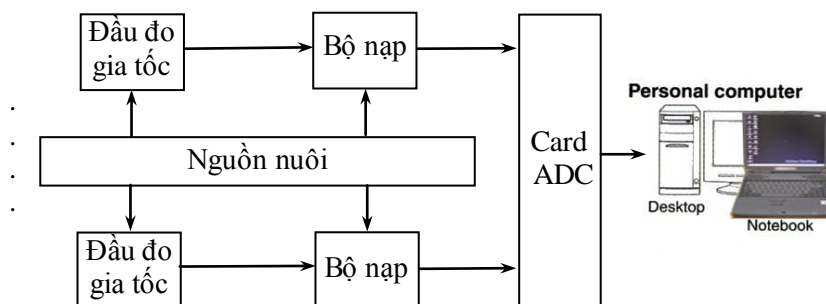 Đầu đo
gia tốc
Bộ nạp
Nguồn nuôi
Đầu đo
gia tốc
Bộ nạp
Card
ADC
Personal computer
Desktop
Notebook